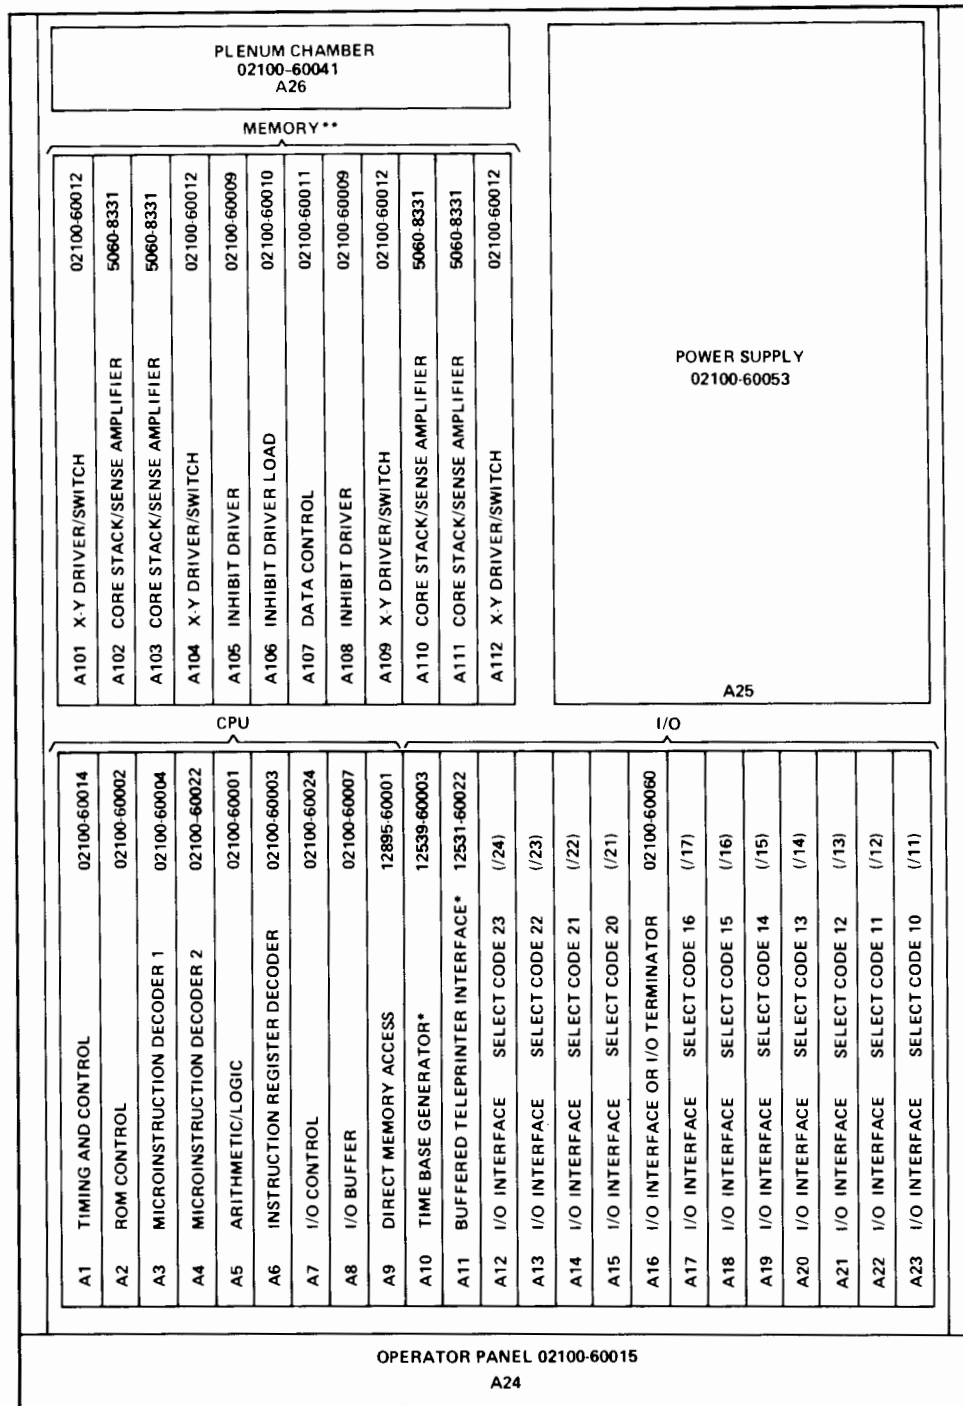 PLENUM CHAMBER
02100-60041
A26
MEMORY**
A101 X-Y DRIVER/SWITCH 02100-60012
A102 CORE STACK/SENSE AMPLIFIER 5060-8331
A103 CORE STACK/SENSE AMPLIFIER 5060-8331
A104 X-Y DRIVER/SWITCH 02100-60012
A105 INHIBIT DRIVER 02100-60009
A106 INHIBIT DRIVER LOAD 02100-60010
A107 DATA CONTROL 02100-60011
A108 INHIBIT DRIVER 02100-60009
A109 X-Y DRIVER/SWITCH 02100-60012
A110 CORE STACK/SENSE AMPLIFIER 5060-8331
A111 CORE STACK/SENSE AMPLIFIER 5060-8331
A112 X-Y DRIVER/SWITCH 02100-60012
POWER SUPPLY
02100-60053
A25
CPU
A1 TIMING AND CONTROL 02100-60014
A2 ROM CONTROL 02100-60002
A3 MICROINSTRUCTION DECODER 1 02100-60004
A4 MICROINSTRUCTION DECODER 2 02100-60022
A5 ARITHMETIC/LOGIC 02100-60001
A6 INSTRUCTION REGISTER DECODER 02100-60003
A7 I/O CONTROL 02100-60024
A8 I/O BUFFER 02100-60007
A9 DIRECT MEMORY ACCESS 12895-60001
I/O
A10 TIME BASE GENERATOR* 12539-60003
A11 BUFFERED TELEPRINTER INTERFACE* 12531-60022
A12 I/O INTERFACE SELECT CODE 23 (/24)
A13 I/O INTERFACE SELECT CODE 22 (/23)
A14 I/O INTERFACE SELECT CODE 21 (/22)
A15 I/O INTERFACE SELECT CODE 20 (/21)
A16 I/O INTERFACE OR I/O TERMINATOR 02100-60060
A17 I/O INTERFACE SELECT CODE 16 (/17)
A18 I/O INTERFACE SELECT CODE 15 (/16)
A19 I/O INTERFACE SELECT CODE 14 (/15)
A20 I/O INTERFACE SELECT CODE 13 (/14)
A21 I/O INTERFACE SELECT CODE 12 (/13)
A22 I/O INTERFACE SELECT CODE 11 (/12)
A23 I/O INTERFACE SELECT CODE 10 (/11)
OPERATOR PANEL 02100-60015
A24